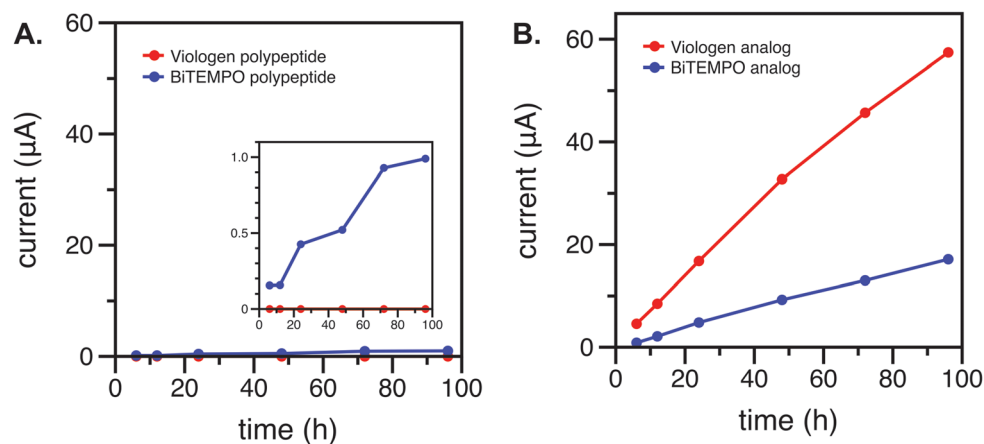 A.
60
40
20
0
current (μA)
Viologen polypeptide
BiTEMPO polypeptide
1.0
0.5
0
0 20 40 60 80 100
0 20 40 60 80 100
time (h)
B.
60
40
20
0
current (μA)
Viologen analog
BiTEMPO analog
0 20 40 60 80 100
time (h)